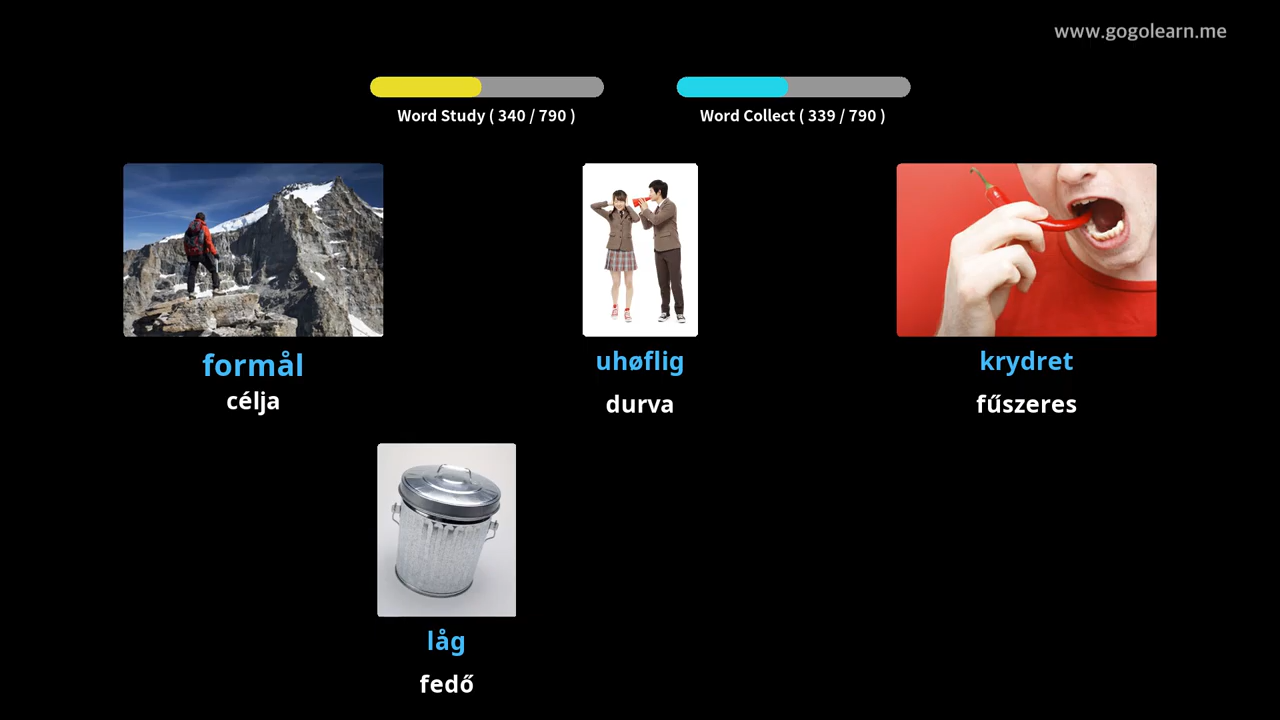 www.gogolearn.me
Word Study ( 340 / 790 )
Word Collect ( 339 / 790 )
formål
célja
uhøflig
durva
krydret
fűszeres
låg
fedő